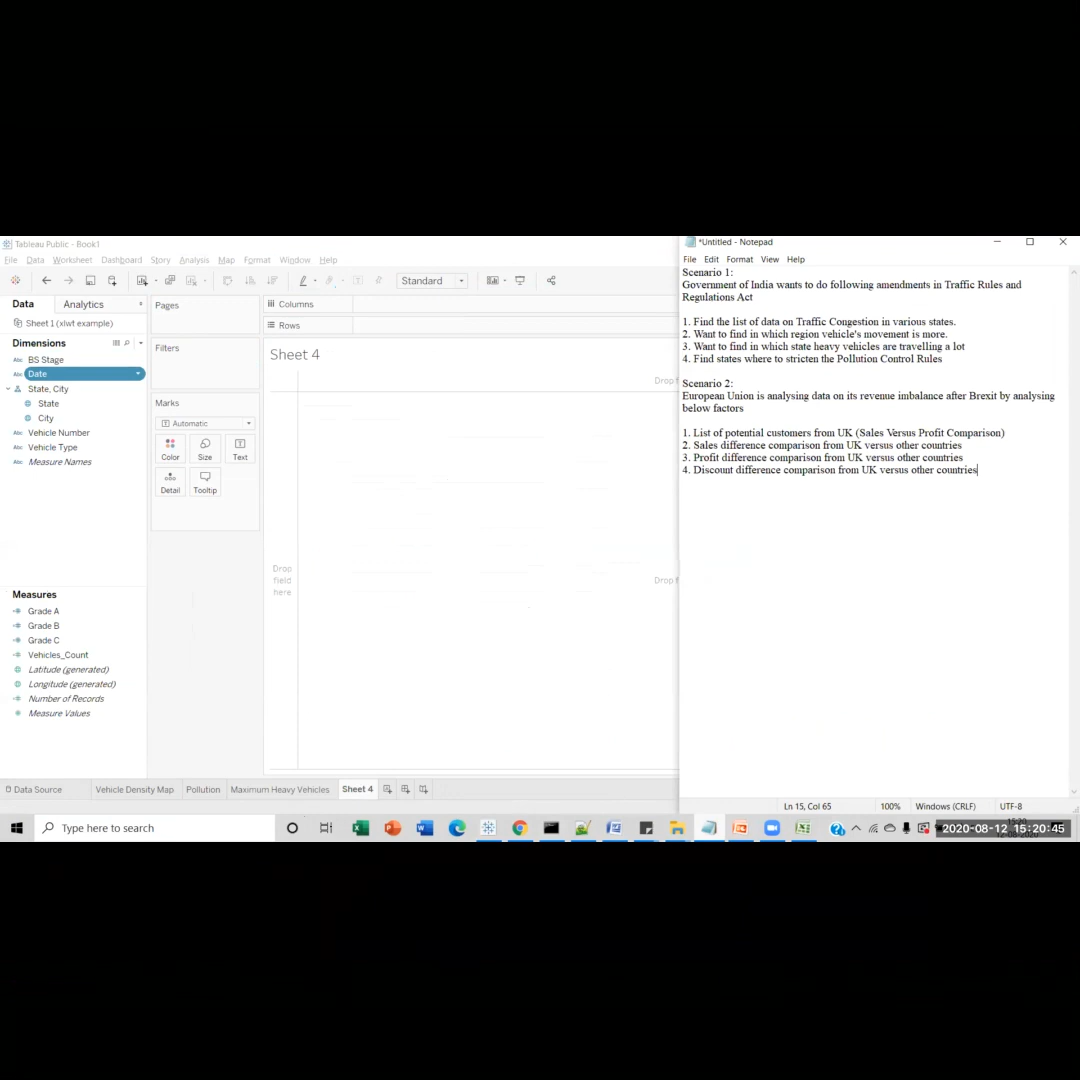 Tableau Public - Book1
File Data Worksheet Dashboard Story Analysis Map Format Window Help
Standard
Data Analytics
Sheet 1 (xlwt example)
Dimensions
Abc BS Stage
Abc Date
State, City
State
City
Abc Vehicle Number
Abc Vehicle Type
Abc Measure Names
Measures
Grade A
Grade B
Grade C
Vehicles_Count
Latitude (generated)
Longitude (generated)
Number of Records
Measure Values
Pages
Filters
Marks
Automatic
Color Size Text
Detail Tooltip
Columns
Rows
Sheet 4
Drop f
Drop
field
here
Drop f
Data Source Vehicle Density Map Pollution Maximum Heavy Vehicles Sheet 4
*Untitled - Notepad
File Edit Format View Help
Scenario 1:
Government of India wants to do following amendments in Traffic Rules and
Regulations Act
1. Find the list of data on Traffic Congestion in various states.
2. Want to find in which region vehicle's movement is more.
3. Want to find in which state heavy vehicles are travelling a lot
4. Find states where to stricten the Pollution Control Rules
Scenario 2:
European Union is analysing data on its revenue imbalance after Brexit by analysing
below factors
1. List of potential customers from UK (Sales Versus Profit Comparison)
2. Sales difference comparison from UK versus other countries
3. Profit difference comparison from UK versus other countries
4. Discount difference comparison from UK versus other countries
Ln 15, Col 65 100% Windows (CRLF) UTF-8
Type here to search
2020-08-12 15:20:45